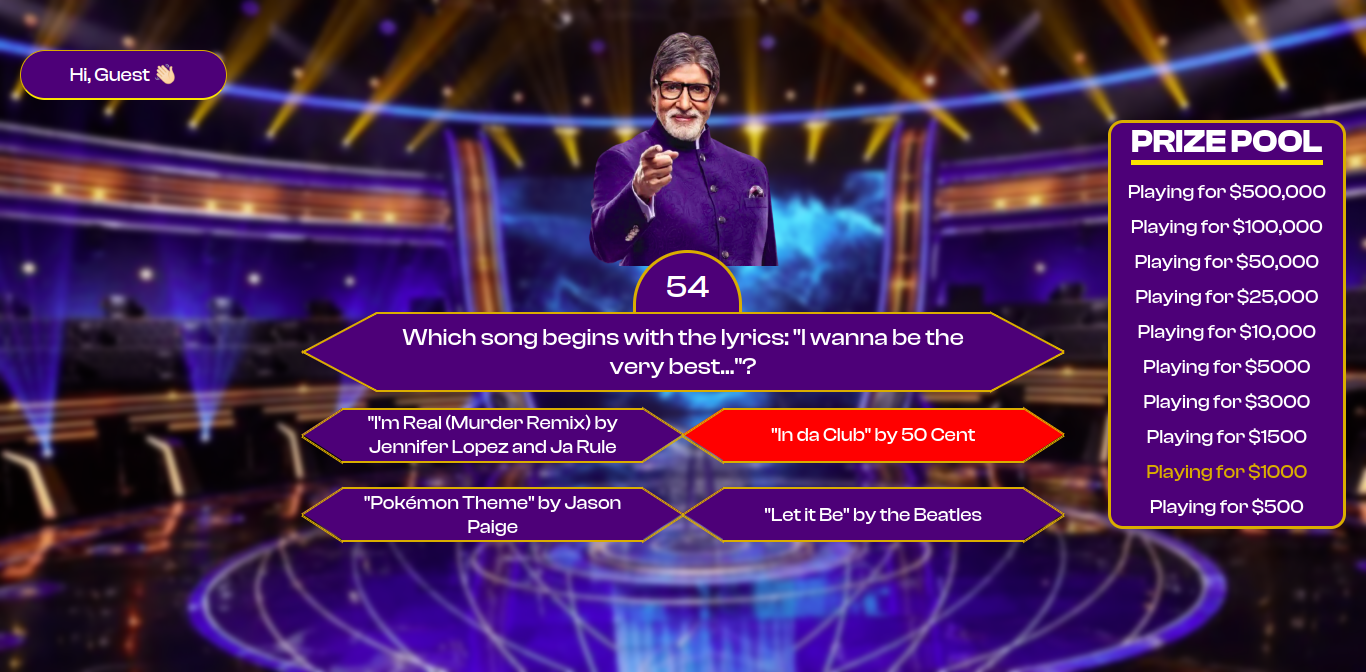 Hi, Guest 👋🏻
PRIZE POOL
Playing for $500,000
Playing for $100,000
Playing for $50,000
Playing for $25,000
Playing for $10,000
Playing for $5000
Playing for $3000
Playing for $1500
Playing for $1000
Playing for $500
54
Which song begins with the lyrics: "I wanna be the
very best..."?
"I'm Real (Murder Remix) by
Jennifer Lopez and Ja Rule
"In da Club" by 50 Cent
"Pokémon Theme" by Jason
Paige
"Let it Be" by the Beatles